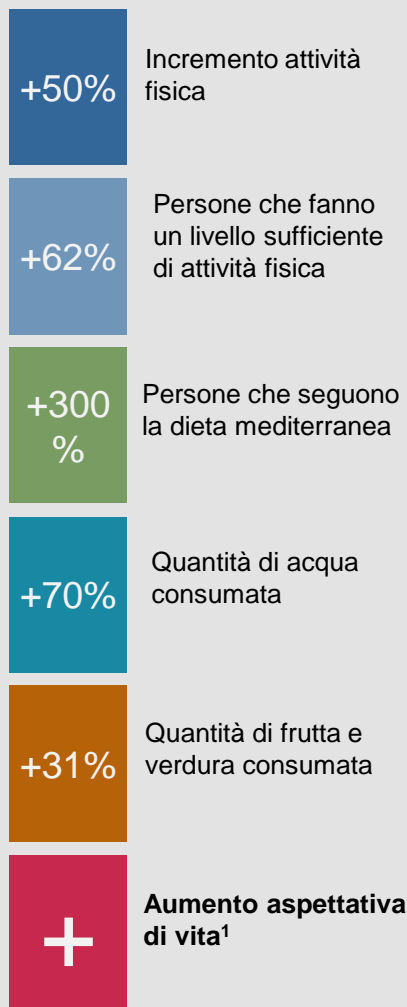 +50%
Incremento attività
fisica
+62%
Persone che fanno
un livello sufficiente
di attività fisica
+300
%
Persone che seguono
la dieta mediterranea
+70%
Quantità di acqua
consumata
+31%
Quantità di frutta e
verdura consumata
+
Aumento aspettativa
di vita¹